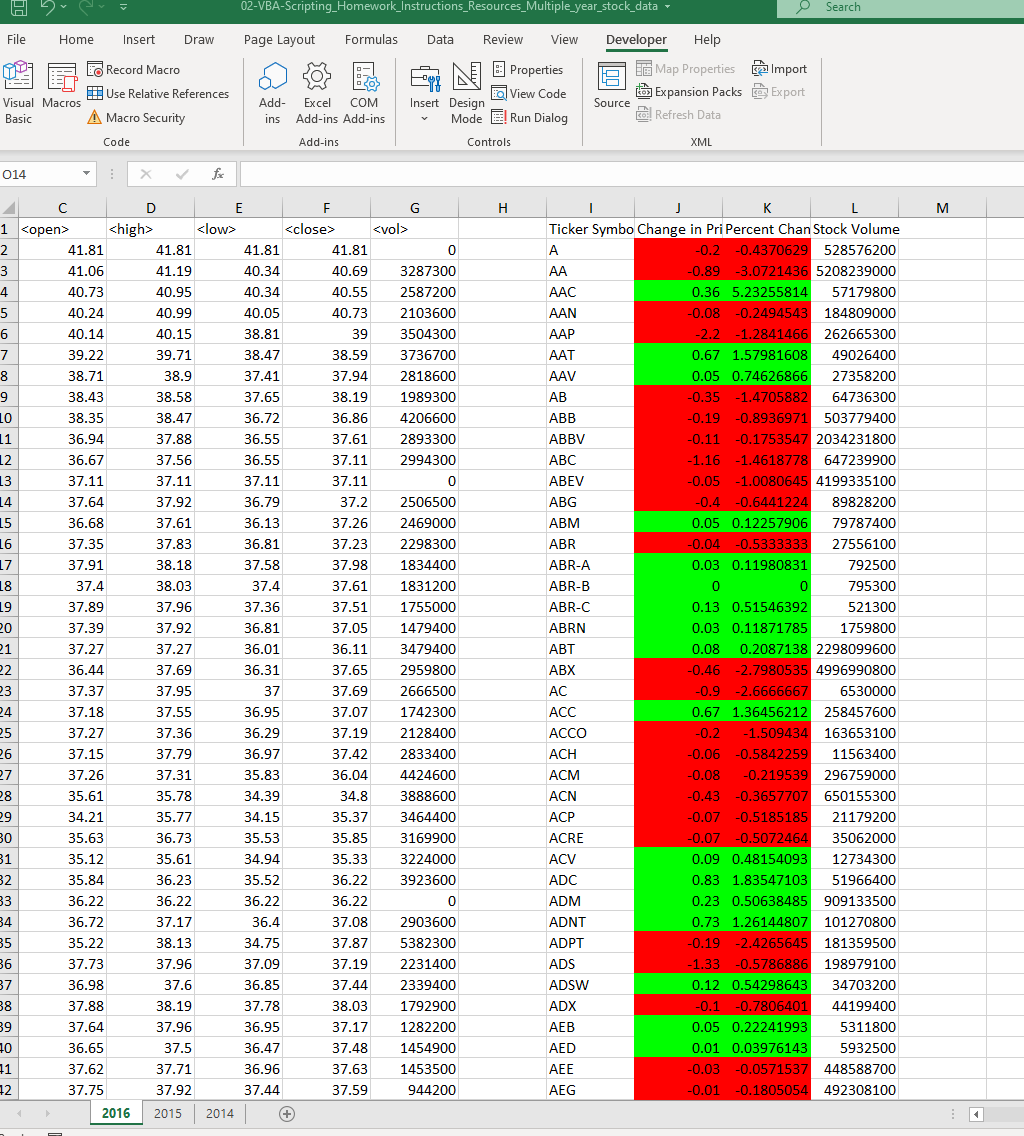 02-VBA-Scripting_Homework_Instructions_Resources_Multiple_year_stock_data
Search
File Home Insert Draw Page Layout Formulas Data Review View Developer Help
Visual Basic
Macros
Record Macro
Use Relative References
Macro Security
Code
Add-ins
Excel Add-ins
COM Add-ins
Add-ins
Insert
Design Mode
Properties
View Code
Run Dialog
Controls
Source
Map Properties
Expansion Packs
Refresh Data
Import
Export
XML
O14
fx
C D E F G H I J K L M
1 <open> <high> <low> <close> <vol> Ticker Symbo Change in Pri Percent Chan Stock Volume
2 41.81 41.81 41.81 41.81 0 A -0.2 -0.4370629 528576200
3 41.06 41.19 40.34 40.69 3287300 AA -0.89 -3.0721436 5208239000
4 40.73 40.95 40.34 40.55 2587200 AAC 0.36 5.23255814 57179800
5 40.24 40.99 40.05 40.73 2103600 AAN -0.08 -0.2494543 184809000
6 40.14 40.15 38.81 39 3504300 AAP -2.2 -1.2841466 262665300
7 39.22 39.71 38.47 38.59 3736700 AAT 0.67 1.57981608 49026400
8 38.71 38.9 37.41 37.94 2818600 AAV 0.05 0.74626866 27358200
9 38.43 38.58 37.65 38.19 1989300 AB -0.35 -1.4705882 64736300
10 38.35 38.47 36.72 36.86 4206600 ABB -0.19 -0.8936971 503779400
11 36.94 37.88 36.55 37.61 2893300 ABBV -0.11 -0.1753547 2034231800
12 36.67 37.56 36.55 37.11 2994300 ABC -1.16 -1.4618778 647239900
13 37.11 37.11 37.11 37.11 0 ABEV -0.05 -1.0080645 4199335100
14 37.64 37.92 36.79 37.2 2506500 ABG -0.4 -0.6441224 89828200
15 36.68 37.61 36.13 37.26 2469000 ABM 0.05 0.12257906 79787400
16 37.35 37.83 36.81 37.23 2298300 ABR -0.04 -0.5333333 27556100
17 37.91 38.18 37.58 37.98 1834400 ABR-A 0.03 0.11980831 792500
18 37.4 38.03 37.4 37.61 1831200 ABR-B 0 0 795300
19 37.89 37.96 37.36 37.51 1755000 ABR-C 0.13 0.51546392 521300
20 37.39 37.92 36.81 37.05 1479400 ABRN 0.03 0.11871785 1759800
21 37.27 37.27 36.01 36.11 3479400 ABT 0.08 0.2087138 2298099600
22 36.44 37.69 36.31 37.65 2959800 ABX -0.46 -2.7980535 4996990800
23 37.37 37.95 37 37.69 2666500 AC -0.9 -2.6666667 6530000
24 37.18 37.55 36.95 37.07 1742300 ACC 0.67 1.36456212 258457600
25 37.27 37.36 36.29 37.19 2128400 ACCO -0.2 -1.509434 163653100
26 37.15 37.79 36.97 37.42 2833400 ACH -0.06 -0.5842259 11563400
27 37.26 37.31 35.83 36.04 4424600 ACM -0.08 -0.219539 296759000
28 35.61 35.78 34.39 34.8 3888600 ACN -0.43 -0.3657707 650155300
29 34.21 35.77 34.15 35.37 3464400 ACP -0.07 -0.5185185 21179200
30 35.63 36.73 35.53 35.85 3169900 ACRE -0.07 -0.5072464 35062000
31 35.12 35.61 34.94 35.33 3224000 ACV 0.09 0.48154093 12734300
32 35.84 36.23 35.52 36.22 3923600 ADC 0.83 1.83547103 51966400
33 36.22 36.22 36.22 36.22 0 ADM 0.23 0.50638485 909133500
34 36.72 37.17 36.4 37.08 2903600 ADNT 0.73 1.26144807 101270800
35 35.22 38.13 34.75 37.87 5382300 ADPT -0.19 -2.4265645 181359500
36 37.73 37.96 37.09 37.19 2231400 ADS -1.33 -0.5786886 198979100
37 36.98 37.6 36.85 37.44 2339400 ADSW 0.12 0.54298643 34703200
38 37.88 38.19 37.78 38.03 1792900 ADX -0.1 -0.7806401 44199400
39 37.64 37.96 36.95 37.17 1282200 AEB 0.05 0.22241993 5311800
40 36.65 37.5 36.47 37.48 1454900 AED 0.01 0.03976143 5932500
41 37.62 37.71 36.96 37.63 1453500 AEE -0.03 -0.0571537 448588700
42 37.75 37.92 37.44 37.59 944200 AEG -0.01 -0.1805054 492308100
2016 2015 2014